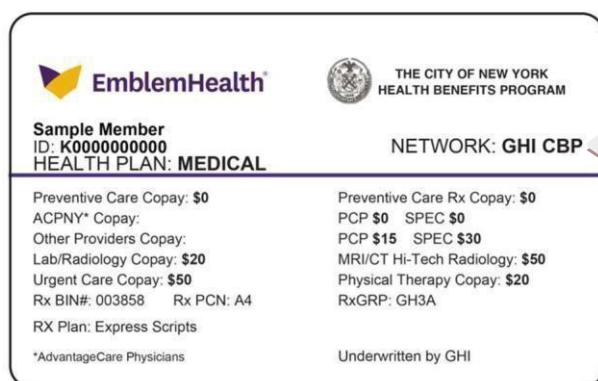 EmblemHealth®
THE CITY OF NEW YORK
HEALTH BENEFITS PROGRAM
Sample Member
ID: K0000000000
HEALTH PLAN: MEDICAL
NETWORK: GHI CBP
Preventive Care Copay: $0
Preventive Care Rx Copay: $0
ACPNY* Copay:
PCP $0 SPEC $0
Other Providers Copay:
PCP $15 SPEC $30
Lab/Radiology Copay: $20
MRI/CT Hi-Tech Radiology: $50
Urgent Care Copay: $50
Physical Therapy Copay: $20
Rx BIN#: 003858 Rx PCN: A4
RxGRP: GH3A
RX Plan: Express Scripts
*AdvantageCare Physicians
Underwritten by GHI